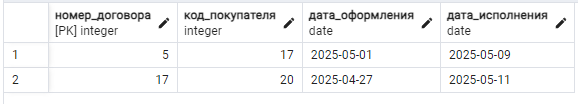 номер_договора код_покупателя дата_оформления дата_исполнения
[PK] integer integer date date
1 5 17 2025-05-01 2025-05-09
2 17 20 2025-04-27 2025-05-11